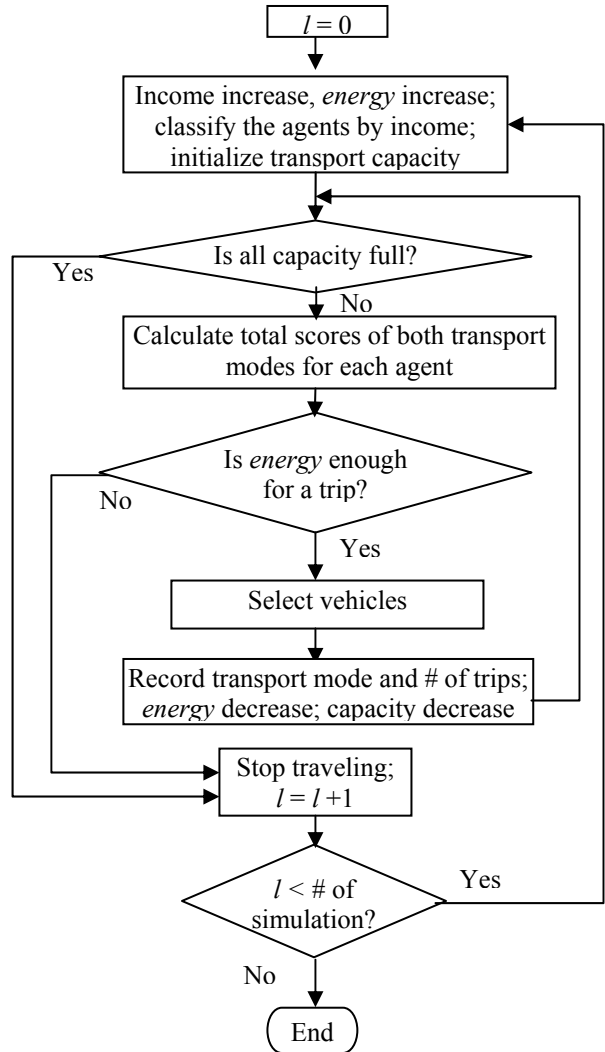 l = 0
Income increase, energy increase;
classify the agents by income;
initialize transport capacity
Is all capacity full?
Yes
No
Calculate total scores of both transport
modes for each agent
Is energy enough
for a trip?
No
Yes
Select vehicles
Record transport mode and # of trips;
energy decrease; capacity decrease
Stop traveling;
l = l +1
l < # of
simulation?
Yes
No
End